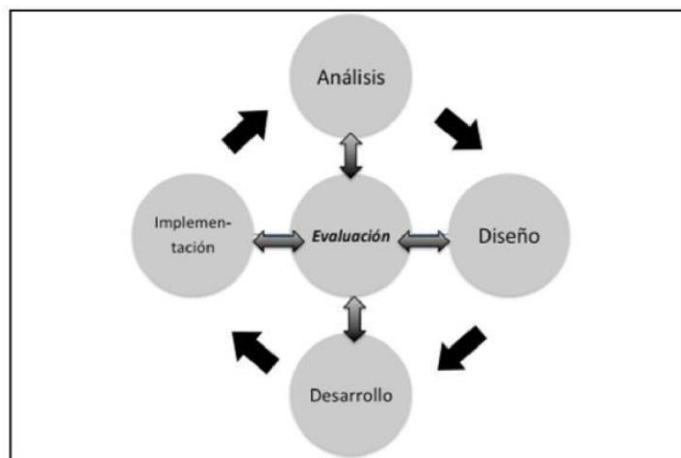 Análisis
Implemen-
tación
Evaluación
Diseño
Desarrollo